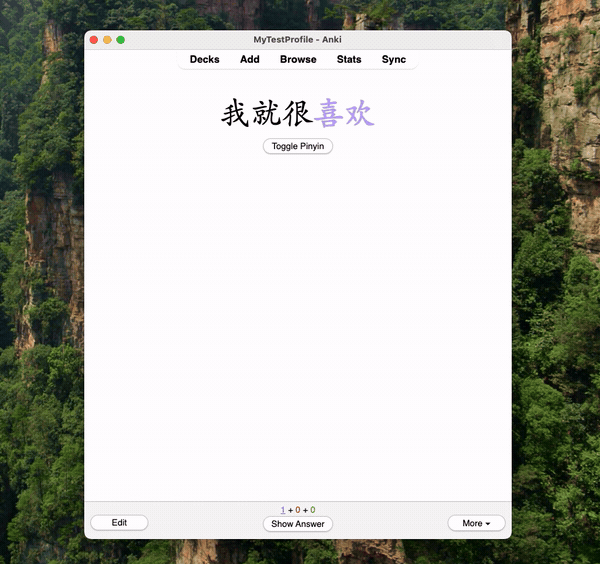 MyTestProfile - Anki
Decks Add Browse Stats Sync
我就很喜欢
Toggle Pinyin
1 + 0 + 0
Edit Show Answer More